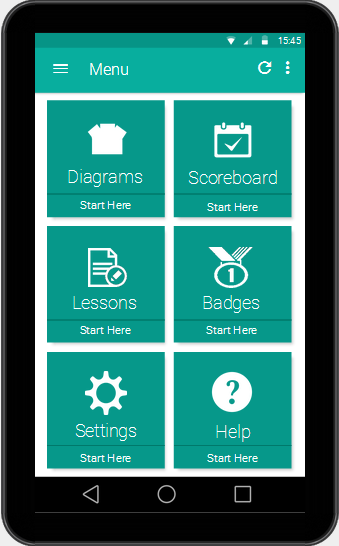 15:45
Menu
Diagrams
Start Here
Scoreboard
Start Here
Lessons
Start Here
1
Badges
Start Here
Settings
Start Here
?
Help
Start Here